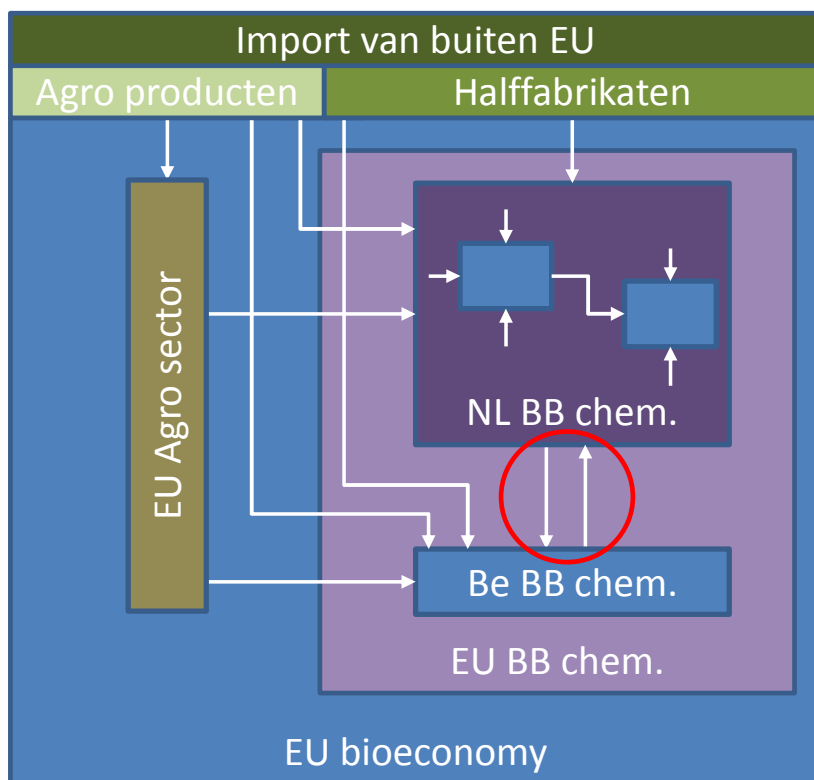 Import van buiten EU
Agro producten
Halffabrikaten
EU Agro sector
NL BB chem.
Be BB chem.
EU BB chem.
EU bioeconomy